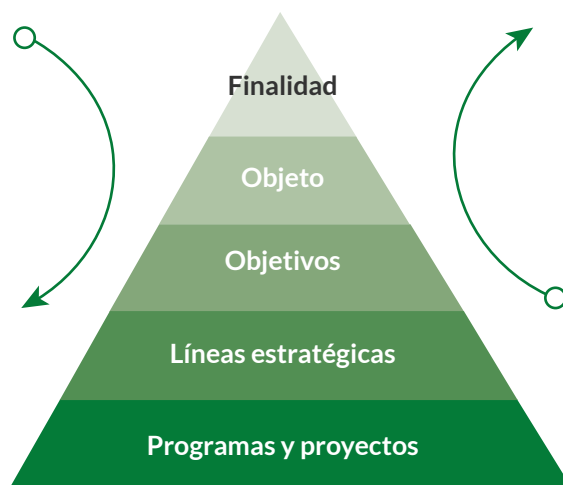 Finalidad
Objeto
Objetivos
Líneas estratégicas
Programas y proyectos